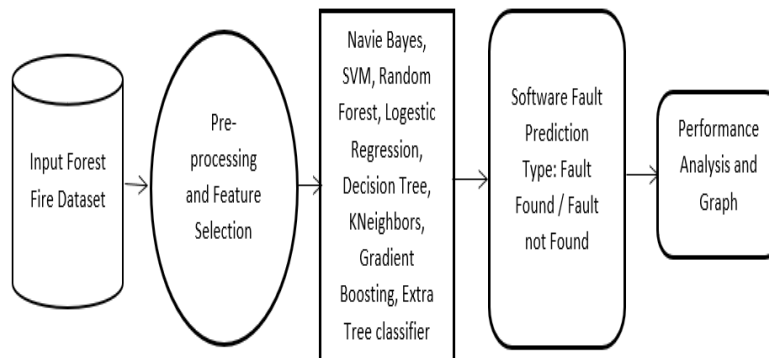 Input Forest
Fire Dataset
Pre-
processing
and Feature
Selection
Navie Bayes,
SVM, Random
Forest, Logestic
Regression,
Decision Tree,
KNeighbors,
Gradient
Boosting, Extra
Tree classifier
Software Fault
Prediction
Type: Fault
Found / Fault
not Found
Performance
Analysis and
Graph